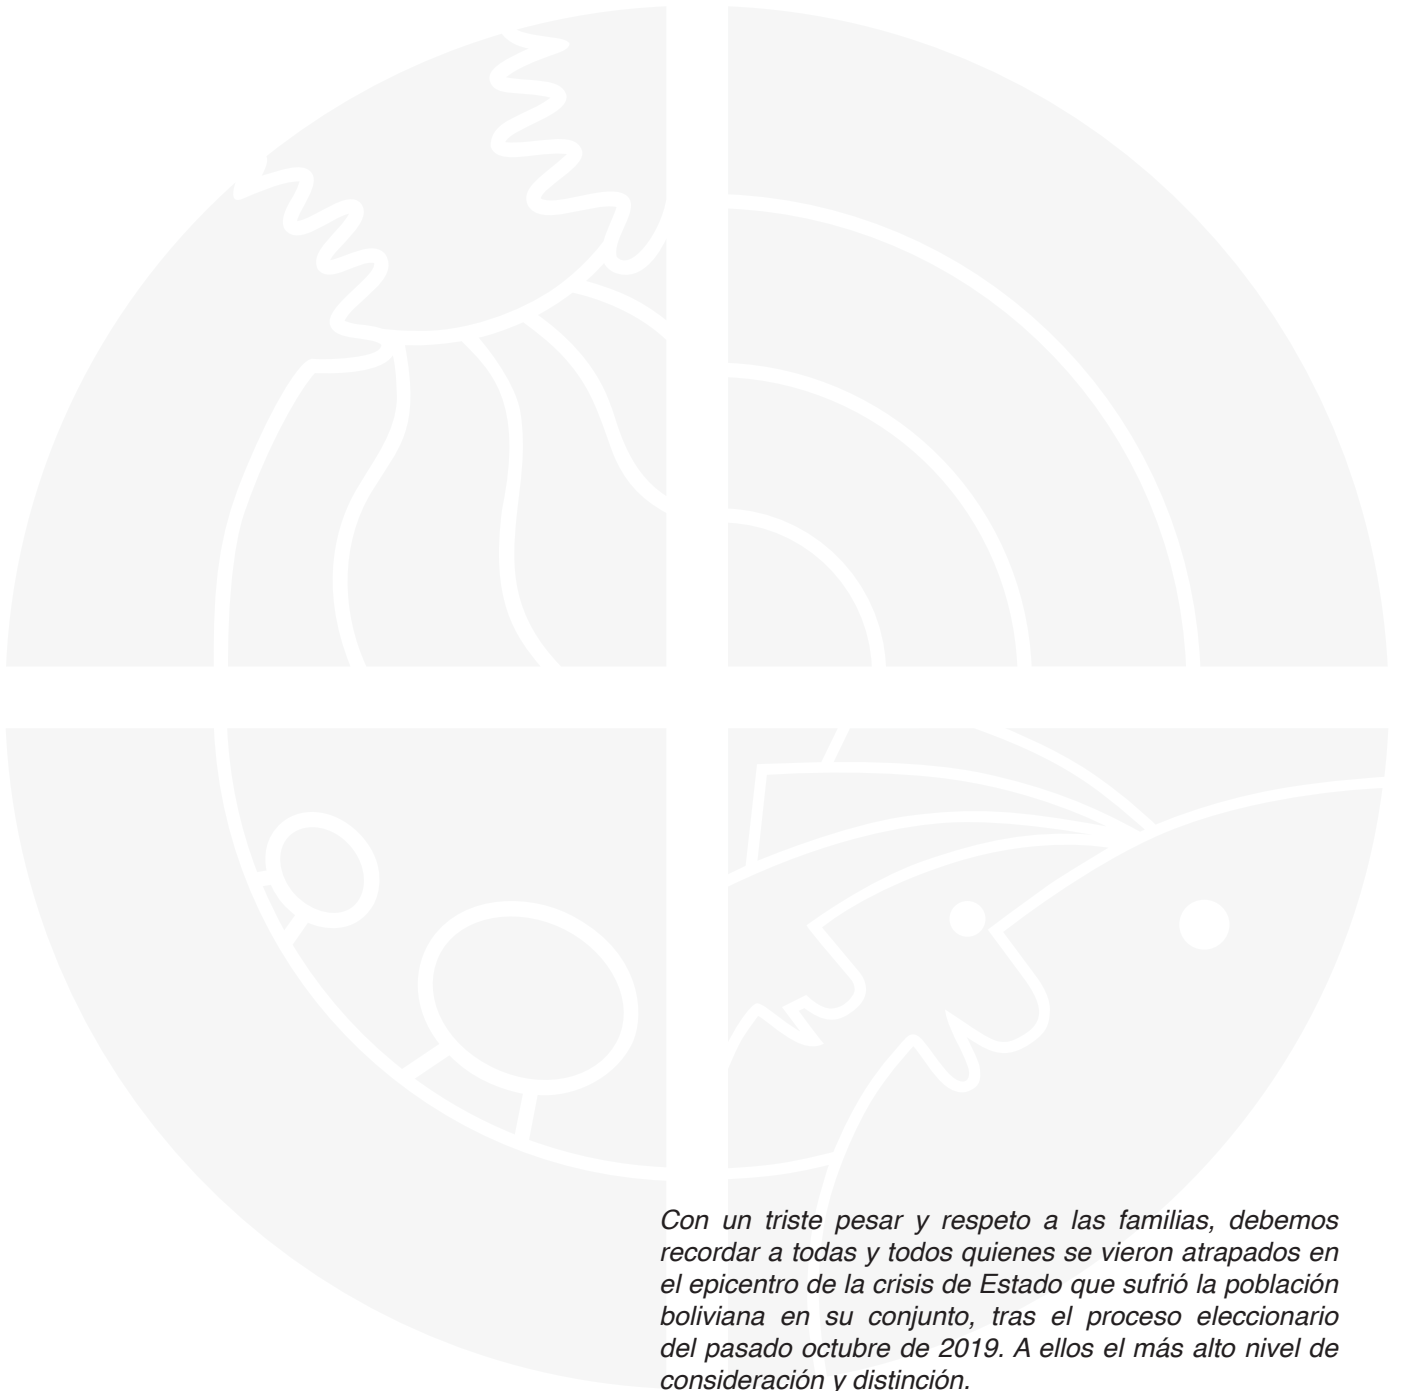 Con un triste pesar y respeto a las familias, debemos
recordar a todas y todos quienes se vieron atrapados en
el epicentro de la crisis de Estado que sufrió la población
boliviana en su conjunto, tras el proceso eleccionario
del pasado octubre de 2019. A ellos el más alto nivel de
consideración y distinción.